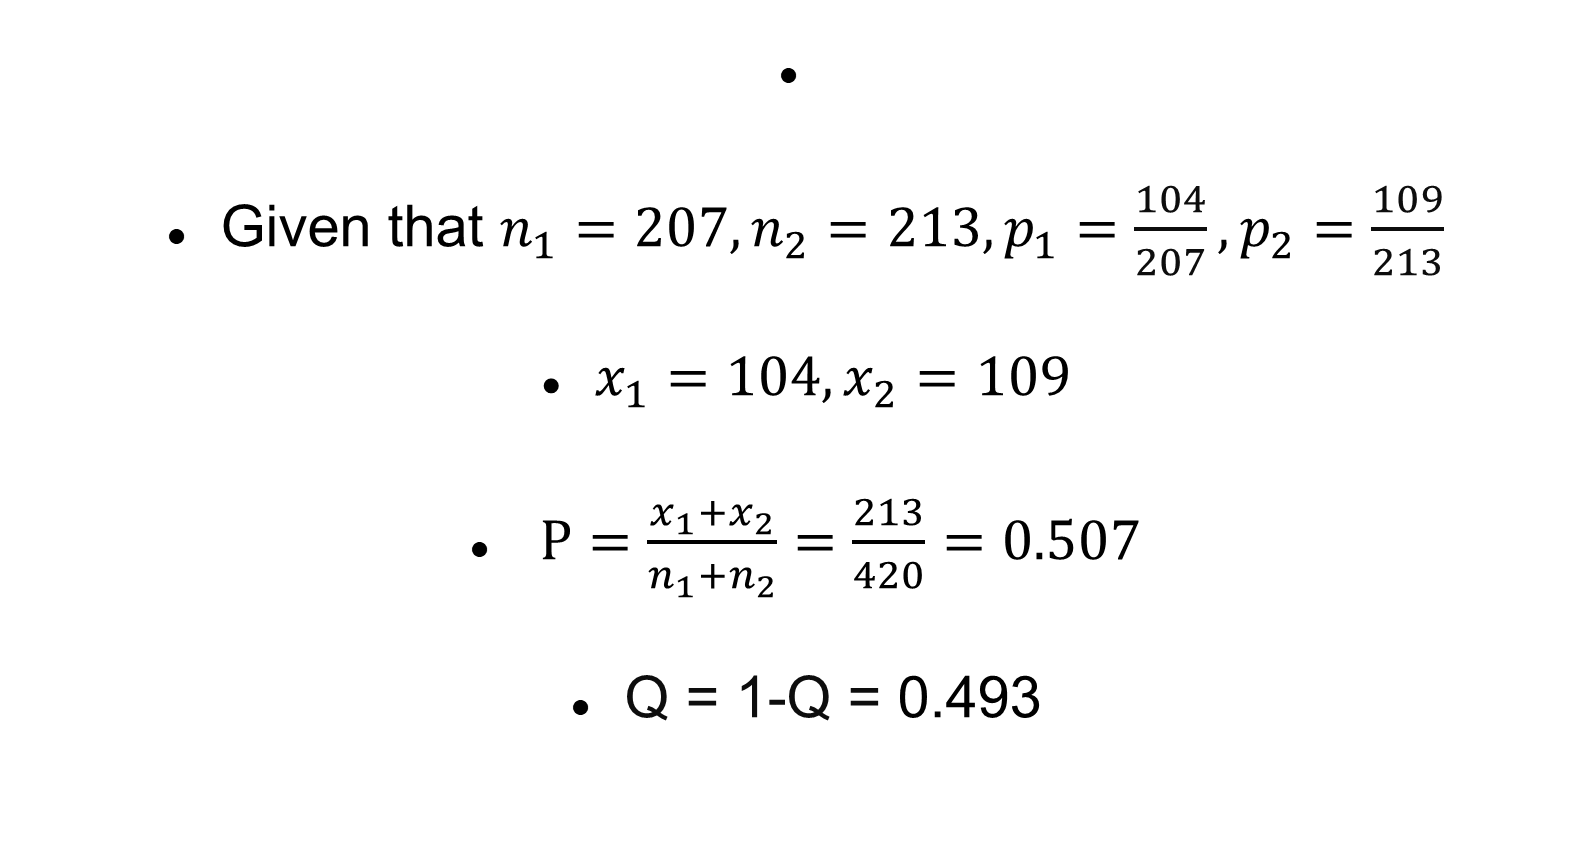 •
• Given that 𝑛₁ = 207, 𝑛₂ = 213, 𝑝₁ = 104/207, 𝑝₂ = 109/213
• 𝑥₁ = 104, 𝑥₂ = 109
• P = (𝑥₁+𝑥₂)/(𝑛₁+𝑛₂) = 213/420 = 0.507
• Q = 1-Q = 0.493